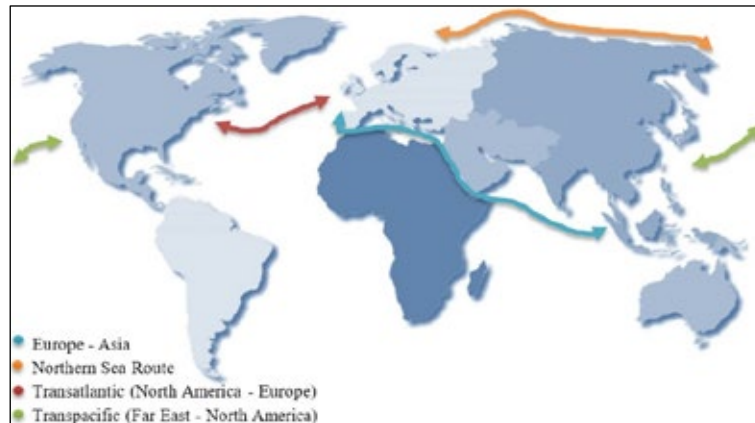 Europe - Asia
Northern Sea Route
Transatlantic (North America - Europe)
Transpacific (Far East - North America)